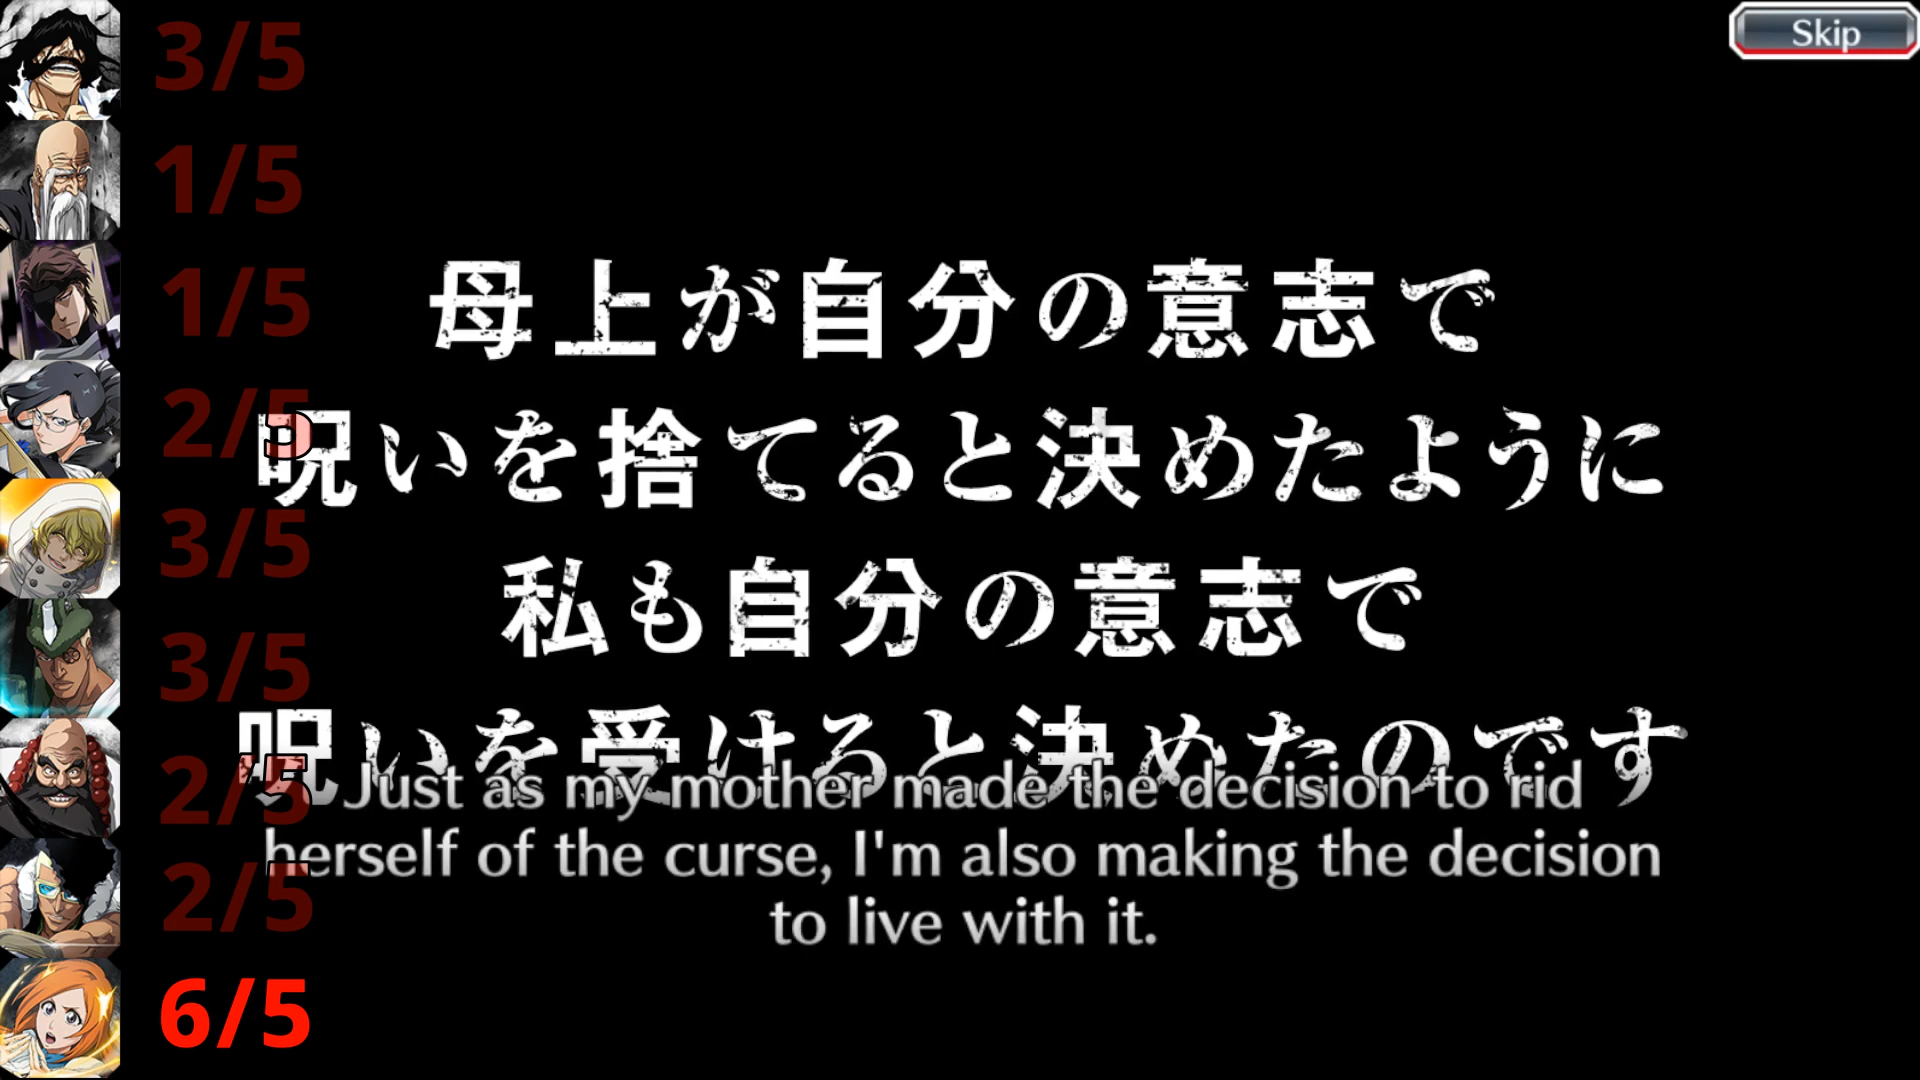 Skip
3/5
1/5
1/5
2/5
3/5
3/5
2/5
2/5
6/5
母上が自分の意志で
呪いを捨てると決めたように
私も自分の意志で
呪いを受けると決めたのです
Just as my mother made the decision to rid
herself of the curse, I'm also making the decision
to live with it.